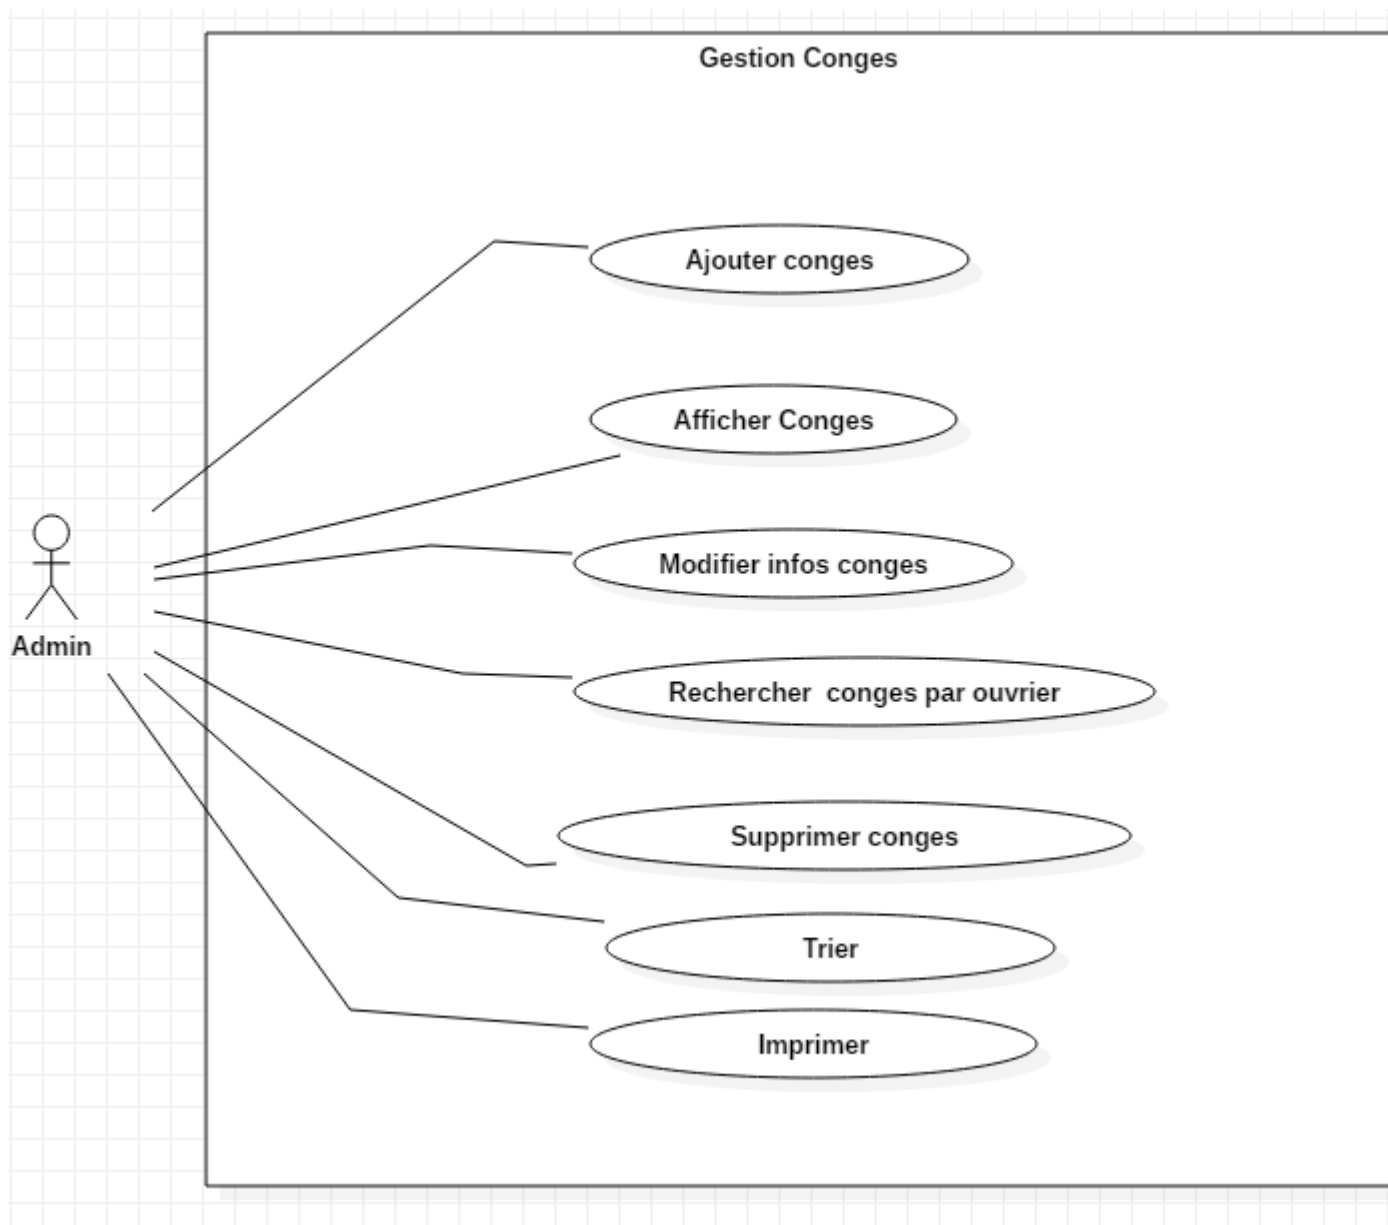 Gestion Conges
Ajouter conges
Afficher Conges
Modifier infos conges
Admin
Rechercher  conges par ouvrier
Supprimer conges
Trier
Imprimer